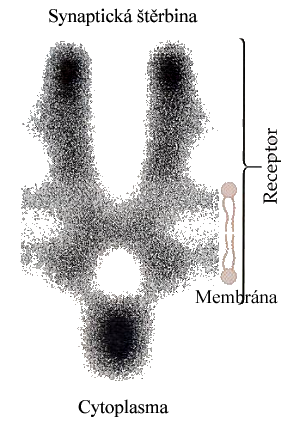 Synaptická štěrbina
Receptor
Membrána
Cytoplasma